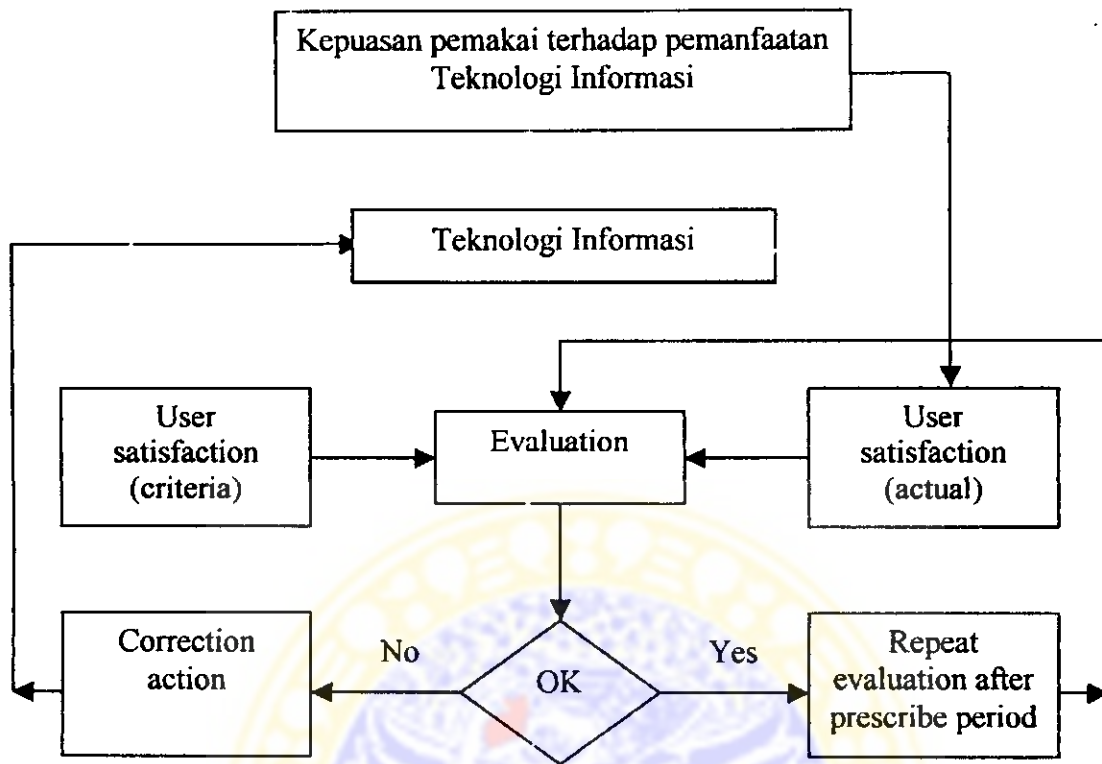 Kepuasan pemakai terhadap pemanfaatan
Teknologi Informasi
Teknologi Informasi
User
satisfaction
(criteria)
Evaluation
User
satisfaction
(actual)
Correction
action
No
OK
Yes
Repeat
evaluation after
prescribe period